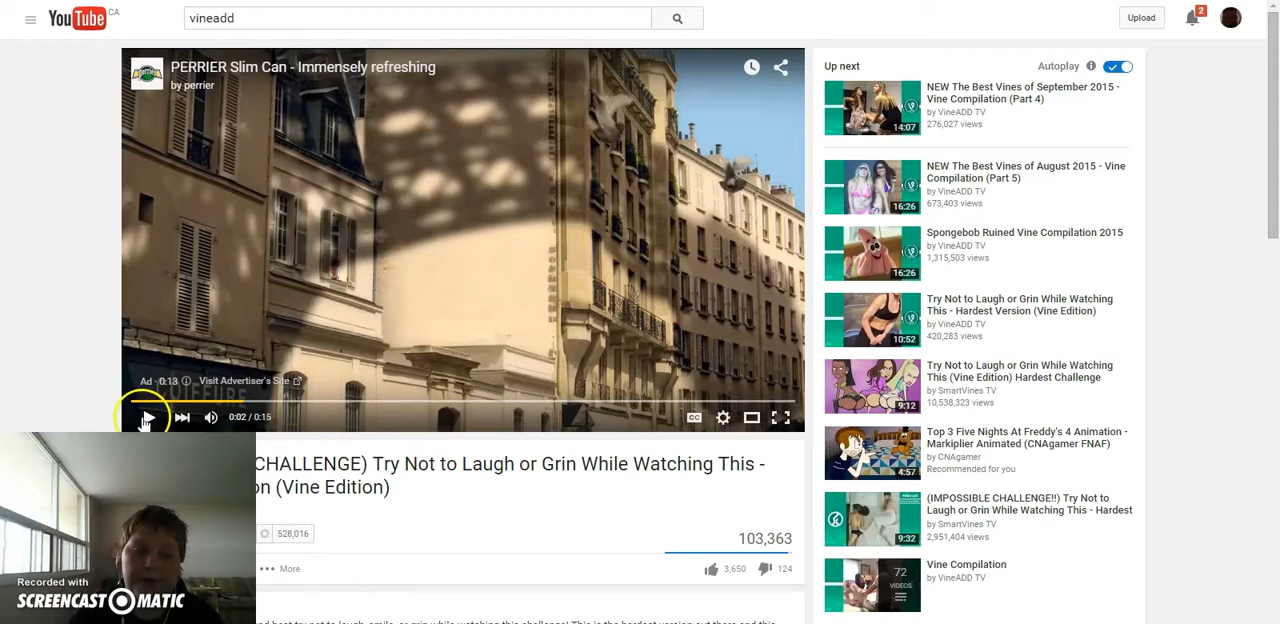 YouTube CA
vineadd
Upload
2
PERRIER Slim Can - Immensely refreshing
by perrier
Ad - 0:13
Visit Advertiser's Site
0:02 / 0:15
CC
CHALLENGE) Try Not to Laugh or Grin While Watching This -
on (Vine Edition)
528,016
103,363
More
3,650
124
Up next
Autoplay
NEW The Best Vines of September 2015 -
Vine Compilation (Part 4)
by VineADD TV
276,027 views
14:07
NEW The Best Vines of August 2015 - Vine
Compilation (Part 5)
by VineADD TV
673,403 views
16:26
Spongebob Ruined Vine Compilation 2015
by VineADD TV
1,315,503 views
16:26
Try Not to Laugh or Grin While Watching
This - Hardest Version (Vine Edition)
by VineADD TV
420,283 views
10:52
Try Not to Laugh or Grin While Watching
This (Vine Edition) Hardest Challenge
by SmartVines TV
10,538,323 views
9:12
Top 3 Five Nights At Freddy's 4 Animation -
Markiplier Animated (CNAgamer FNAF)
by CNAgamer
Recommended for you
4:57
(IMPOSSIBLE CHALLENGE!!) Try Not to
Laugh or Grin While Watching This - Hardest
by SmartVines TV
2,951,404 views
9:32
Vine Compilation
by VineADD TV
72
VIDEOS
Recorded with
SCREENCAST-O-MATIC